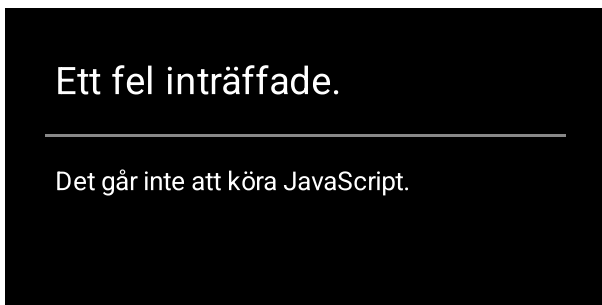 Ett fel inträffade.
Det går inte att köra JavaScript.